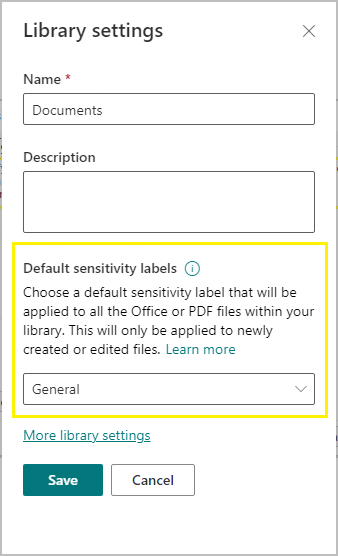 Library settings
Name *
Documents
Description
Default sensitivity labels
Choose a default sensitivity label that will be
applied to all the Office or PDF files within your
library. This will only be applied to newly
created or edited files. Learn more
General
More library settings
Save Cancel